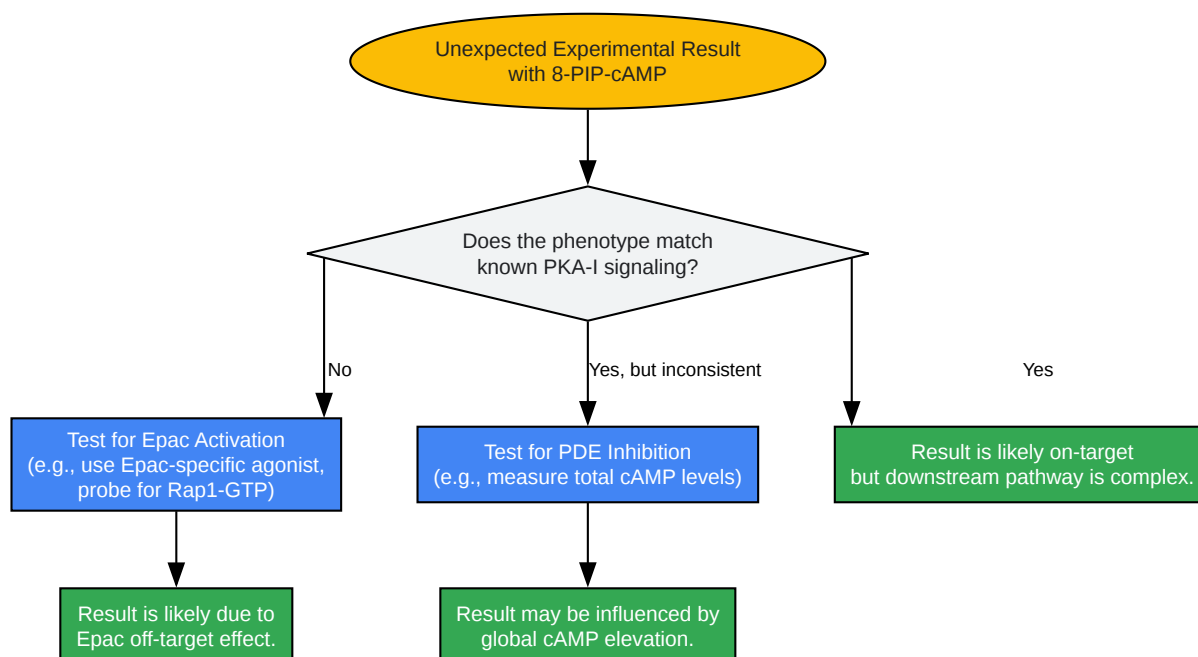 Unexpected Experimental Result
with 8-PIP-cAMP
Does the phenotype match
known PKA-I signaling?
No
Yes, but inconsistent
Yes
Test for Epac Activation
(e.g., use Epac-specific agonist,
probe for Rap1-GTP)
Test for PDE Inhibition
(e.g., measure total cAMP levels)
Result is likely on-target
but downstream pathway is complex.
Result is likely due to
Epac off-target effect.
Result may be influenced by
global cAMP elevation.